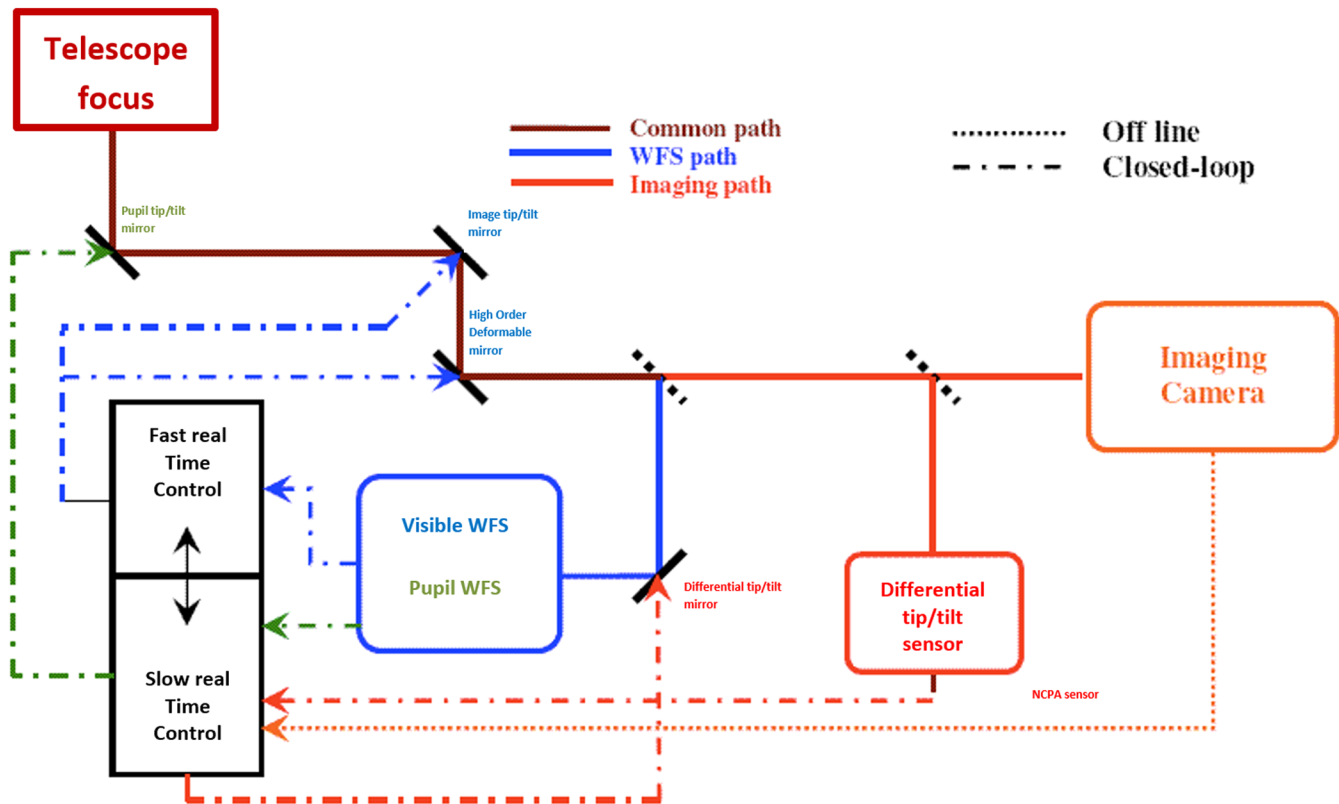 Telescope
focus
Common path
WFS path
Imaging path
Off line
Closed-loop
Pupil tip/tilt
mirror
Image tip/tilt
mirror
High Order
Deformable
mirror
Imaging
Camera
Fast real
Time
Control
Visible WFS
Pupil WFS
Differential tip/tilt
mirror
Differential
tip/tilt
sensor
Slow real
Time
Control
NCPA sensor